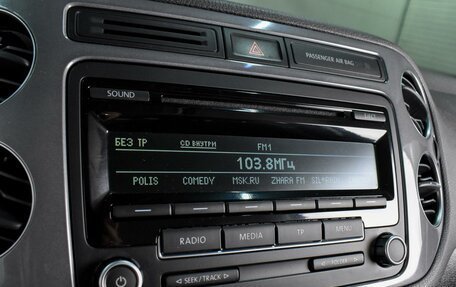 PASSENGER AIR BAG
SOUND
БЕЗ ТР CD ВНУТРИ FM1
103.8МГц
POLIS COMEDY MSK.RU ZHARA FM
RADIO MEDIA TP MENU
SEEK / TRACK FOLDER